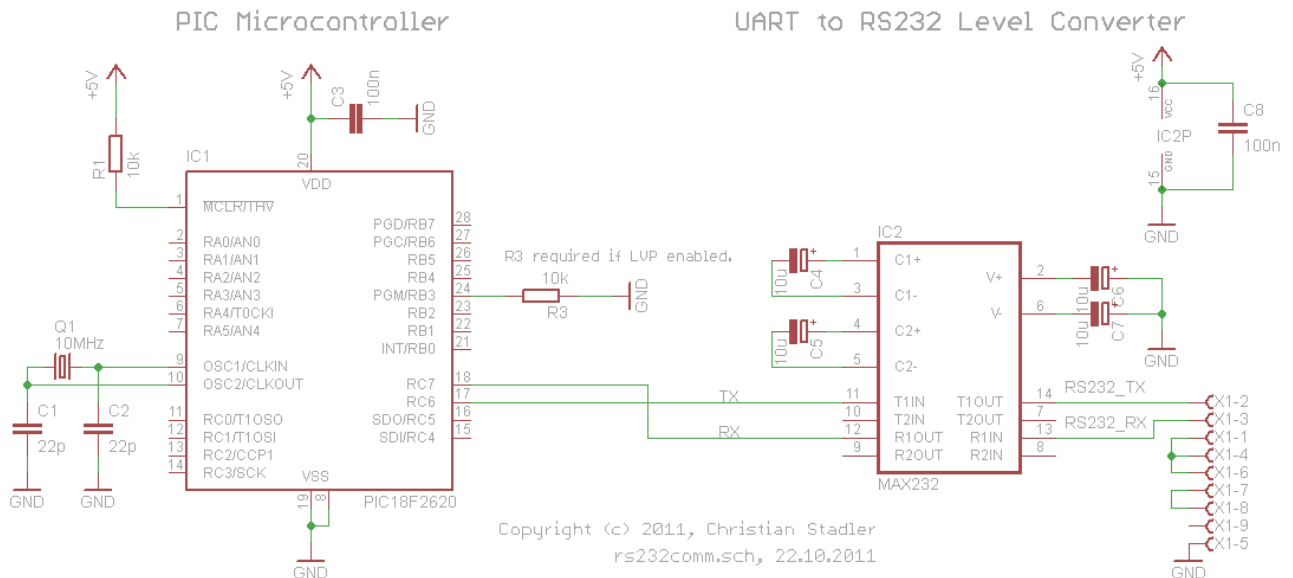 PIC Microcontroller
UART to RS232 Level Converter
+5V
R1
10k
+5V
C3
100n
GND
IC1
20
VDD
1
MCLR/THV
2
RA0/AN0
3
RA1/AN1
4
RA2/AN2
5
RA3/AN3
6
RA4/T0CKI
7
RA5/AN4
9
OSC1/CLKIN
10
OSC2/CLKOUT
11
RC0/T1OSO
12
RC1/T1OSI
13
RC2/CCP1
14
RC3/SCK
PGD/RB7
28
PGC/RB6
27
RB5
26
RB4
25
PGM/RB3
24
RB2
23
RB1
22
INT/RB0
21
RC7
18
RC6
17
SDO/RC5
16
SDI/RC4
15
VSS
19
8
PIC18F2620
GND
Q1
10MHz
C1
22p
GND
C2
22p
GND
R3 required if LVP enabled.
10k
R3
GND
TX
RX
+5V
16
VCC
IC2P
GND
15
C8
100n
GND
IC2
1
C1+
3
C1-
4
C2+
5
C2-
11
T1IN
10
T2IN
12
R1OUT
9
R2OUT
V+
2
V-
6
T1OUT
14
T2OUT
7
R1IN
13
R2IN
8
MAX232
10u
C4
10u
C5
10u
C6
10u
C7
GND
RS232_TX
RS232_RX
X1-2
X1-3
X1-1
X1-4
X1-6
X1-7
X1-8
X1-9
X1-5
GND
Copyright (c) 2011, Christian Stadler
rs232comm.sch, 22.10.2011